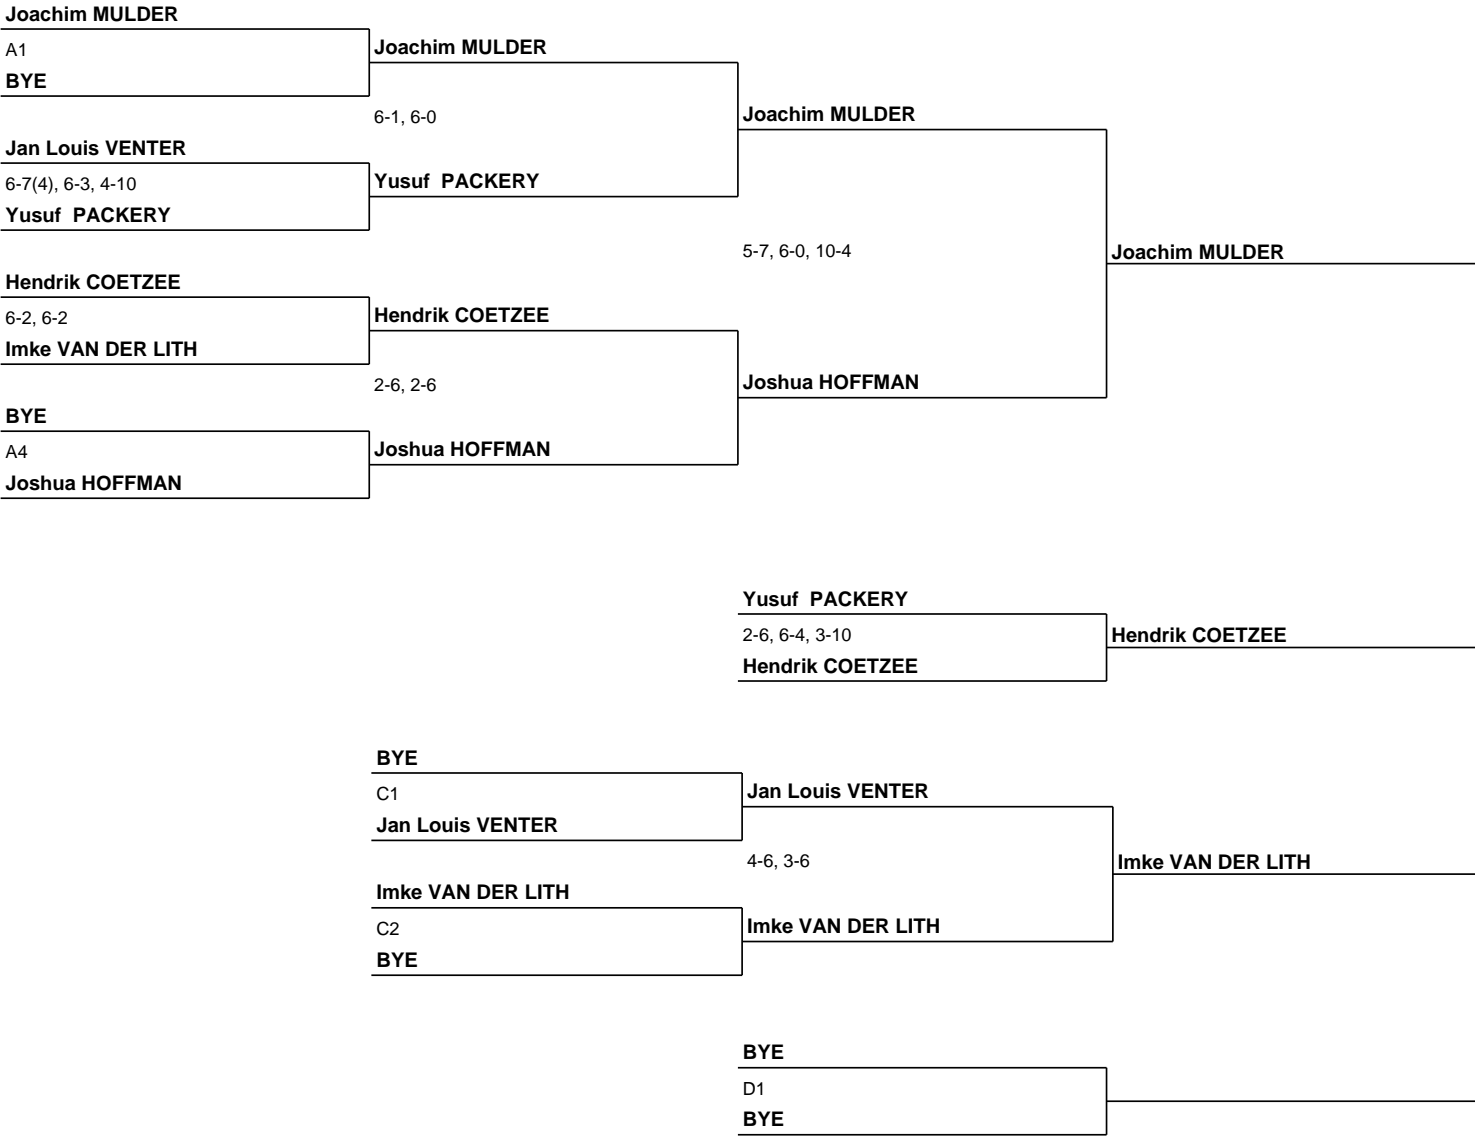 Joachim MULDER
A1
BYE
Joachim MULDER
6-1, 6-0
Joachim MULDER
Jan Louis VENTER
6-7(4), 6-3, 4-10
Yusuf  PACKERY
Yusuf  PACKERY
5-7, 6-0, 10-4
Joachim MULDER
Hendrik COETZEE
6-2, 6-2
Imke VAN DER LITH
Hendrik COETZEE
2-6, 2-6
Joshua HOFFMAN
BYE
A4
Joshua HOFFMAN
Joshua HOFFMAN
Yusuf  PACKERY
2-6, 6-4, 3-10
Hendrik COETZEE
Hendrik COETZEE
BYE
C1
Jan Louis VENTER
Jan Louis VENTER
4-6, 3-6
Imke VAN DER LITH
Imke VAN DER LITH
C2
BYE
Imke VAN DER LITH
BYE
D1
BYE